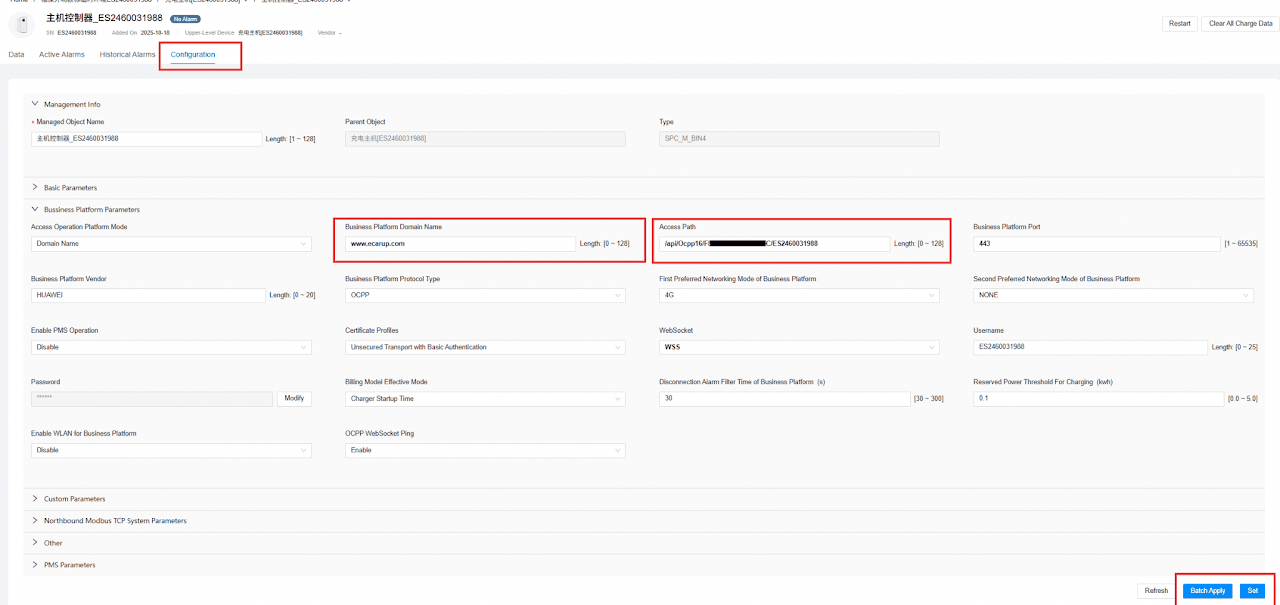 主机控制器_ES2460031988 No Alarm
SN ES2460031988 Added On 2025-10-18 Upper-Level Device 充电主机[ES2460031988] Vendor -
Restart Clear All Charge Data
Data Active Alarms Historical Alarms Configuration
Management Info
* Managed Object Name Parent Object Type
主机控制器_ES2460031988 Length: [1 ~ 128] 充电主机[ES2460031988] SPC_M_BIN4
Basic Parameters
Bussiness Platform Parameters
Access Operation Platform Mode Business Platform Domain Name Access Path Business Platform Port
Domain Name www.ecarup.com Length: [0 ~ 128] /api/Ocpp16/F C/ES2460031988 Length: [0 ~ 128] 443 [1 ~ 65535]
Business Platform Vendor Business Platform Protocol Type First Preferred Networking Mode of Business Platform Second Preferred Networking Mode of Business Platform
HUAWEI Length: [0 ~ 20] OCPP 4G NONE
Enable PMS Operation Certificate Profiles WebSocket Username
Disable Unsecured Transport with Basic Authentication WSS ES2460031988 Length: [0 ~ 25]
Password Billing Model Effective Mode Disconnection Alarm Filter Time of Business Platform (s) Reserved Power Threshold For Charging (kwh)
****** Modify Charger Startup Time 30 [30 ~ 300] 0.1 [0.0 ~ 5.0]
Enable WLAN for Business Platform OCPP WebSocket Ping
Disable Enable
Custom Parameters
Northbound Modbus TCP System Parameters
Other
PMS Parameters
Refresh Batch Apply Set